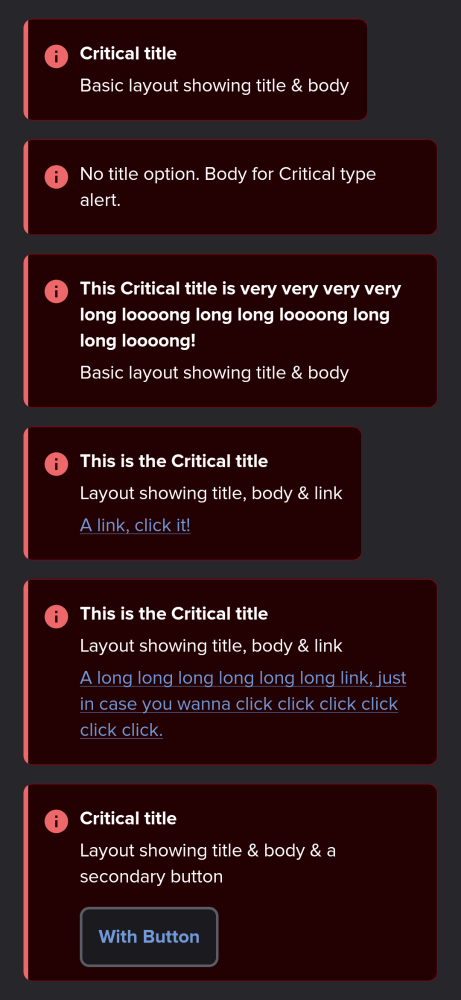 Critical title
Basic layout showing title & body
No title option. Body for Critical type
alert.
This Critical title is very very very very
long loooong long long loooong long
long loooong!
Basic layout showing title & body
This is the Critical title
Layout showing title, body & link
A link, click it!
This is the Critical title
Layout showing title, body & link
A long long long long long long link, just
in case you wanna click click click click
click click.
Critical title
Layout showing title & body & a
secondary button
With Button